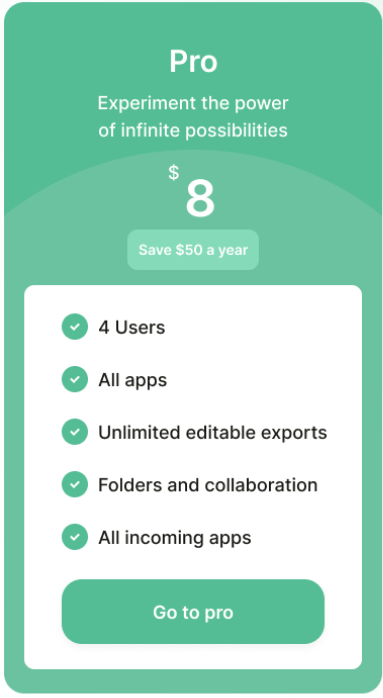 Pro
Experiment the power
of infinite possibilities
$
8
Save $50 a year
4 Users
All apps
Unlimited editable exports
Folders and collaboration
All incoming apps
Go to pro